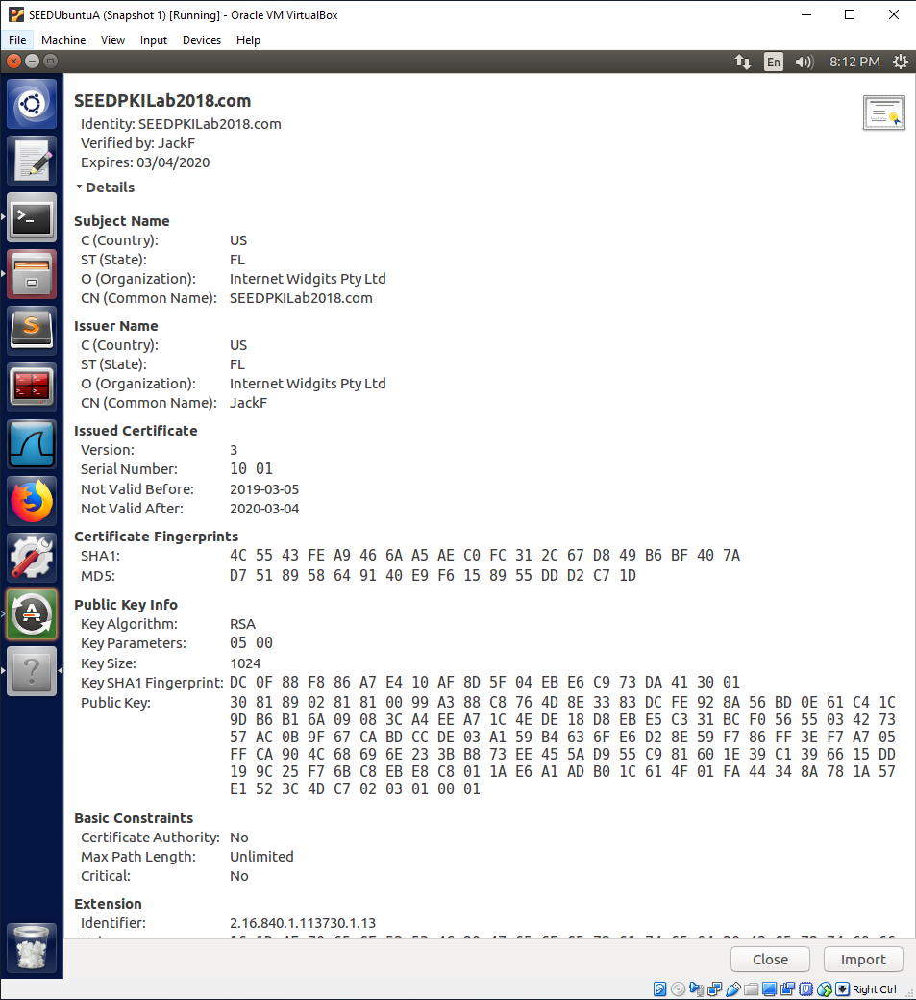 SEEDUbuntuA (Snapshot 1) [Running] - Oracle VM VirtualBox
File Machine View Input Devices Help
En 8:12 PM
SEEDPKILab2018.com
Identity: SEEDPKILab2018.com
Verified by: JackF
Expires: 03/04/2020
Details
Subject Name
C (Country): US
ST (State): FL
O (Organization): Internet Widgits Pty Ltd
CN (Common Name): SEEDPKILab2018.com
Issuer Name
C (Country): US
ST (State): FL
O (Organization): Internet Widgits Pty Ltd
CN (Common Name): JackF
Issued Certificate
Version: 3
Serial Number: 10 01
Not Valid Before: 2019-03-05
Not Valid After: 2020-03-04
Certificate Fingerprints
SHA1: 4C 55 43 FE A9 46 6A A5 AE C0 FC 31 2C 67 D8 49 B6 BF 40 7A
MD5: D7 51 89 58 64 91 40 E9 F6 15 89 55 DD D2 C7 1D
Public Key Info
Key Algorithm: RSA
Key Parameters: 05 00
Key Size: 1024
Key SHA1 Fingerprint: DC 0F 88 F8 86 A7 E4 10 AF 8D 5F 04 EB E6 C9 73 DA 41 30 01
Public Key: 30 81 89 02 81 81 00 99 A3 88 C8 76 4D 8E 33 83 DC FE 92 8A 56 BD 0E 61 C4 1C
9D B6 B1 6A 09 08 3C A4 EE A7 1C 4E DE 18 D8 EB E5 C3 31 BC F0 56 55 03 42 73
57 AC 0B 9F 67 CA BD CC DE 03 A1 59 B4 63 6F E6 D2 8E 59 F7 86 FF 3E F7 A7 05
FF CA 90 4C 68 69 6E 23 3B B8 73 EE 45 5A D9 55 C9 81 60 1E 39 C1 39 66 15 DD
19 9C 25 F7 6B C8 EB E8 C8 01 1A E6 A1 AD B0 1C 61 4F 01 FA 44 34 8A 78 1A 57
E1 52 3C 4D C7 02 03 01 00 01
Basic Constraints
Certificate Authority: No
Max Path Length: Unlimited
Critical: No
Extension
Identifier: 2.16.840.1.113730.1.13
Close Import
Right Ctrl